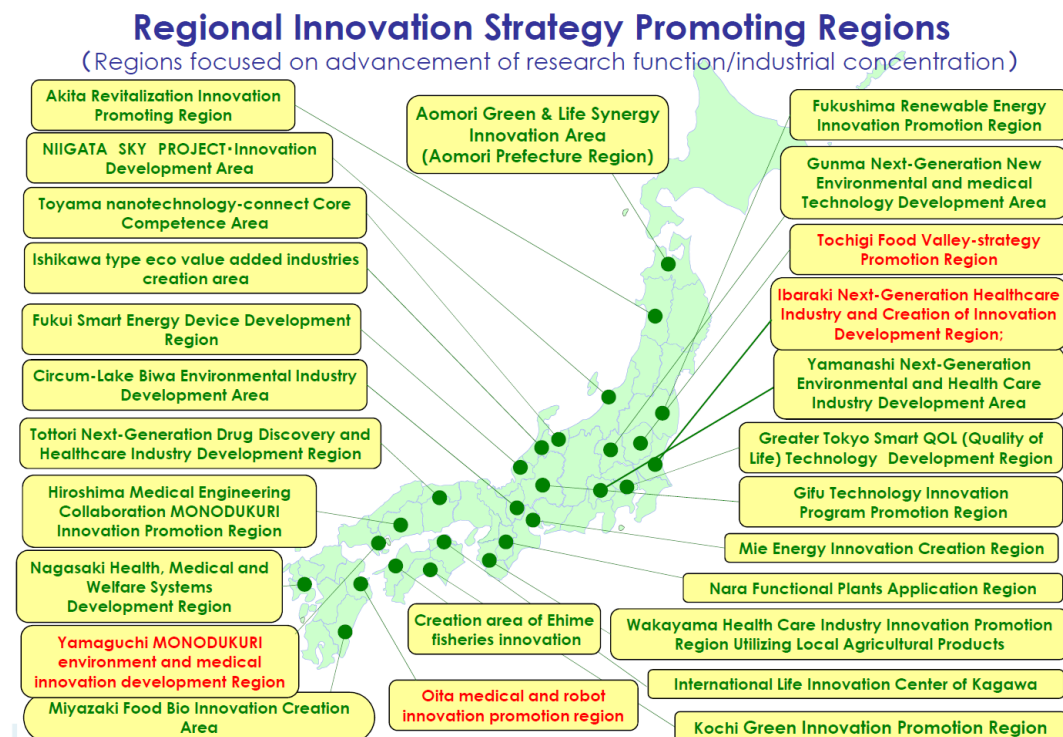 Regional Innovation Strategy Promoting Regions
(Regions focused on advancement of research function/industrial concentration)
Akita Revitalization Innovation
Promoting Region
NIIGATA SKY PROJECT・Innovation
Development Area
Toyama nanotechnology-connect Core
Competence Area
Ishikawa type eco value added industries
creation area
Fukui Smart Energy Device Development
Region
Circum-Lake Biwa Environmental Industry
Development Area
Tottori Next-Generation Drug Discovery and
Healthcare Industry Development Region
Hiroshima Medical Engineering
Collaboration MONODUKURI
Innovation Promotion Region
Nagasaki Health, Medical and
Welfare Systems
Development Region
Yamaguchi MONODUKURI
environment and medical
innovation development Region
Miyazaki Food Bio Innovation Creation
Area
Aomori Green & Life Synergy
Innovation Area
(Aomori Prefecture Region)
Creation area of Ehime
fisheries innovation
Oita medical and robot
innovation promotion region
Fukushima Renewable Energy
Innovation Promotion Region
Gunma Next-Generation New
Environmental and medical
Technology Development Area
Tochigi Food Valley-strategy
Promotion Region
Ibaraki Next-Generation Healthcare
Industry and Creation of Innovation
Development Region;
Yamanashi Next-Generation
Environmental and Health Care
Industry Development Area
Greater Tokyo Smart QOL (Quality of
Life) Technology Development Region
Gifu Technology Innovation
Program Promotion Region
Mie Energy Innovation Creation Region
Nara Functional Plants Application Region
Wakayama Health Care Industry Innovation Promotion
Region Utilizing Local Agricultural Products
International Life Innovation Center of Kagawa
Kochi Green Innovation Promotion Region